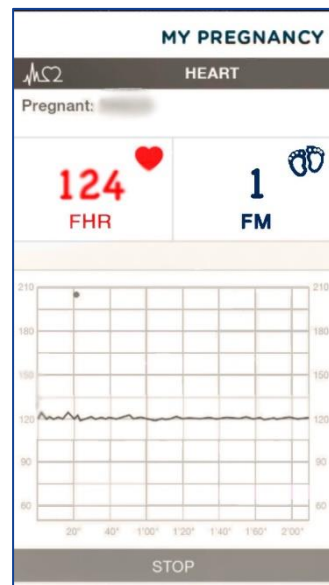 MY PREGNANCY
HEART
Pregnant:
124
FHR
1
FM
210 210
180 180
150 150
120 120
90 90
60 60
20" 40" 1'00" 1'20" 1'40" 1'60" 2'00"
STOP